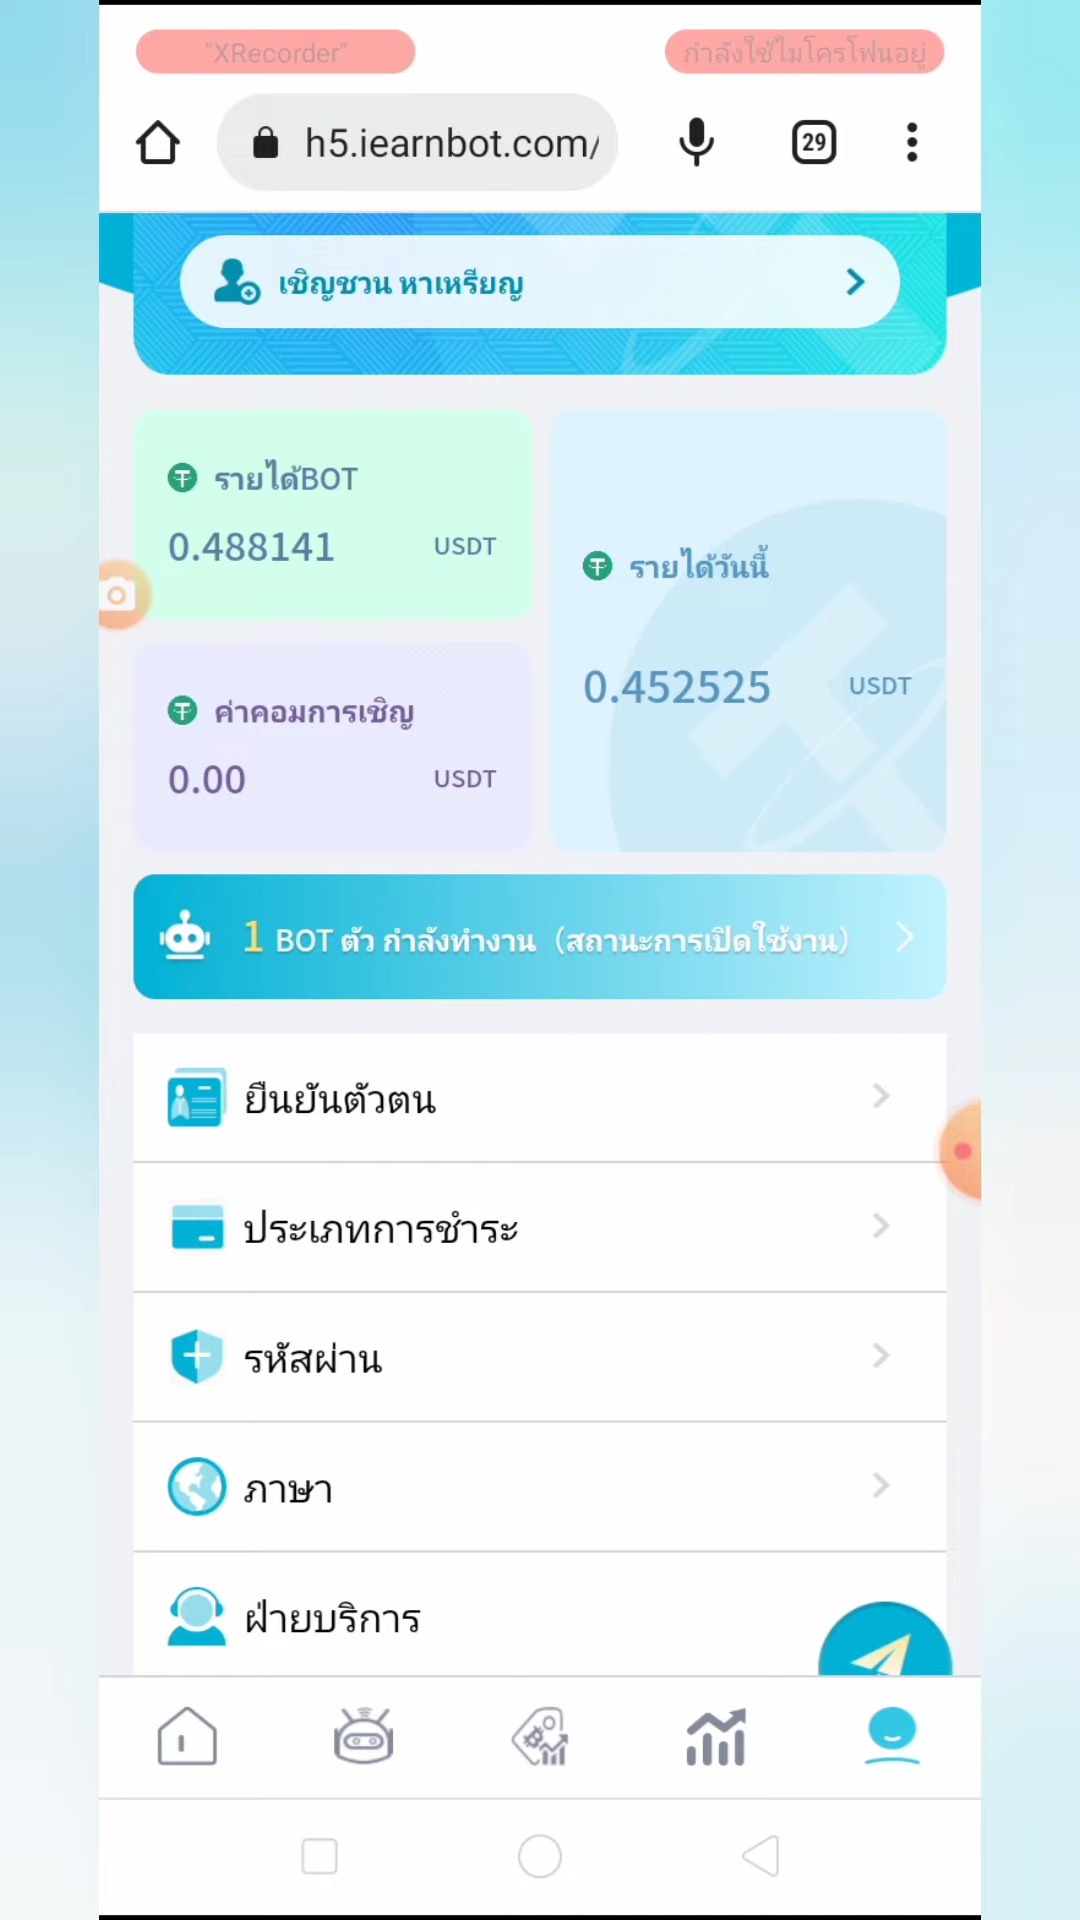 "XRecorder"
กำลังใช้ไมโครโฟนอยู่
h5.iearnbot.com/
29
เชิญชวน หาเหรียญ
รายได้BOT
0.488141 USDT
รายได้วันนี้
0.452525 USDT
ค่าคอมการเชิญ
0.00 USDT
1 BOT ตัว กำลังทำงาน（สถานะการเปิดใช้งาน）
ยืนยันตัวตน
ประเภทการชำระ
รหัสผ่าน
ภาษา
ฝ่ายบริการ